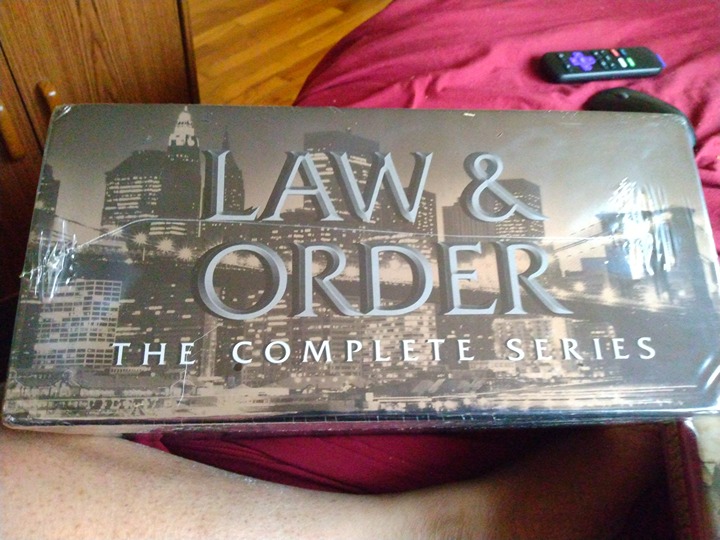 LAW &
ORDER
THE COMPLETE SERIES